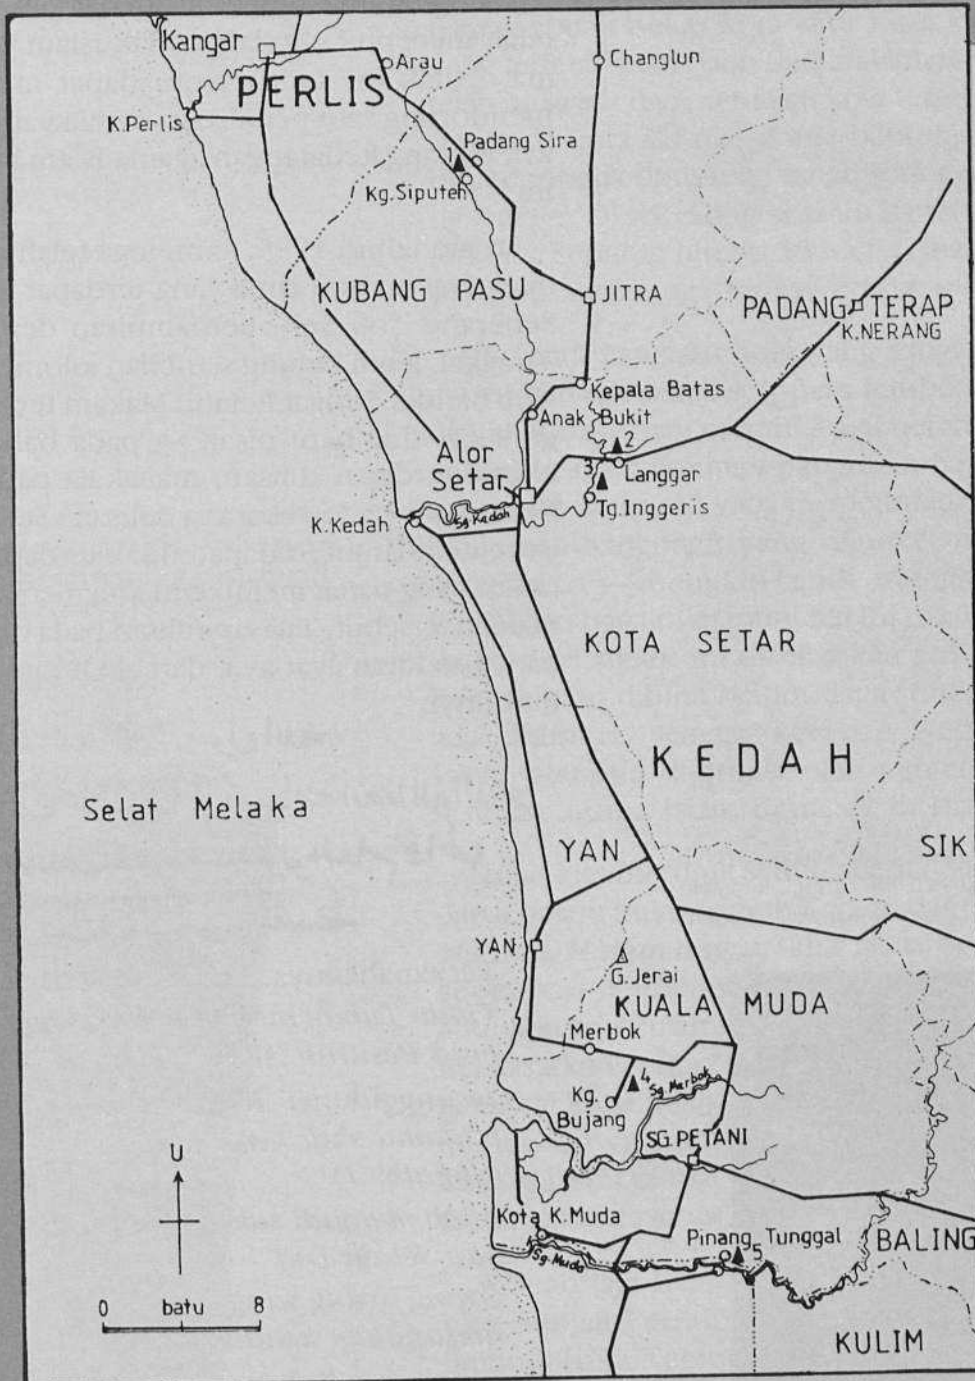 Kangar
Arau
Changlun
PERLIS
K.Perlis
Padang Sira
1
Kg.Siputeh
KUBANG PASU
JITRA
PADANG TERAP
K.NERANG
Kepala Batas
Anak Bukit
Alor
Setar
2
3
Langgar
Tg.Inggeris
K.Kedah
Sg Kedah
KOTA SETAR
KEDAH
Selat Melaka
YAN
SIK
YAN
G.Jerai
KUALA MUDA
Merbok
4
Sg.Merbok
Kg.
Bujang
SG.PETANI
U
Kota K.Muda
Sg.Muda
Pinang Tunggal
5
BALING
0 batu 8
KULIM